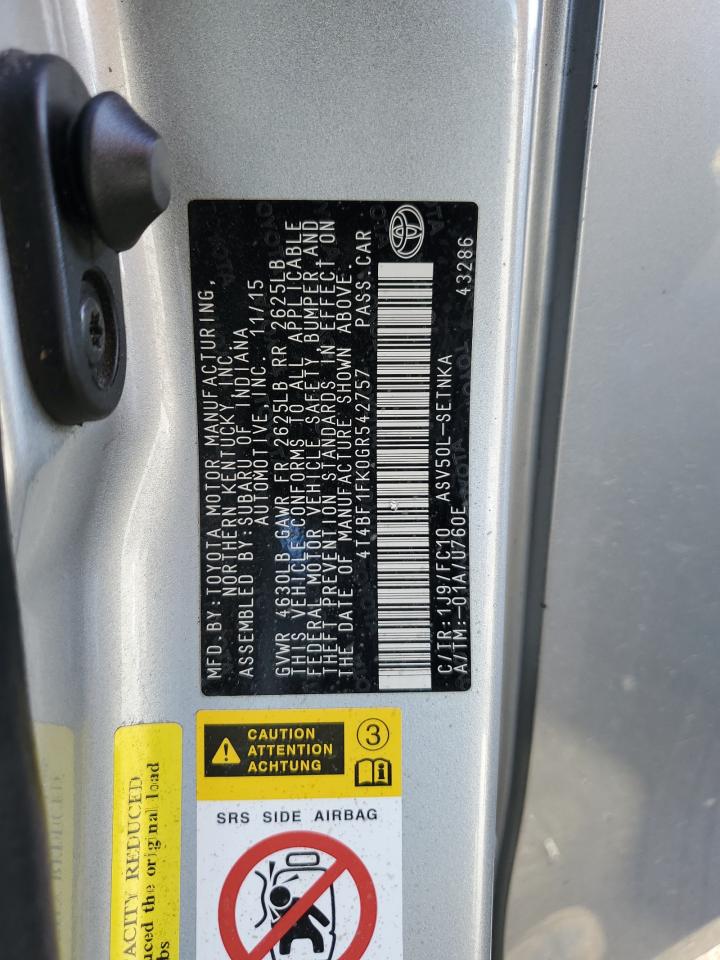 MFD.BY:TOYOTA MOTOR MANUFACTURING,
NORTHERN KENTUCKY, INC.
ASSEMBLED BY:SUBARU OF INDIANA
AUTOMOTIVE, INC. 11/15
GVWR 4630LB GAWR FR 2625LB RR 2625LB
THIS VEHICLE CONFORMS TO ALL APPLICABLE
FEDERAL MOTOR VEHICLE SAFETY, BUMPER AND
THEFT PREVENTION STANDARDS IN EFFECT ON
THE DATE OF MANUFACTURE SHOWN ABOVE.
4T4BF1FK0GR542757 PASS.CAR
C/TR:1J9/FC10 ASV50L-SETNKA 43286
A/TM:-01A/U760E
CAUTION
ATTENTION
ACHTUNG
3
SRS SIDE AIRBAG
ACITY REDUCED
uced the original load
bs